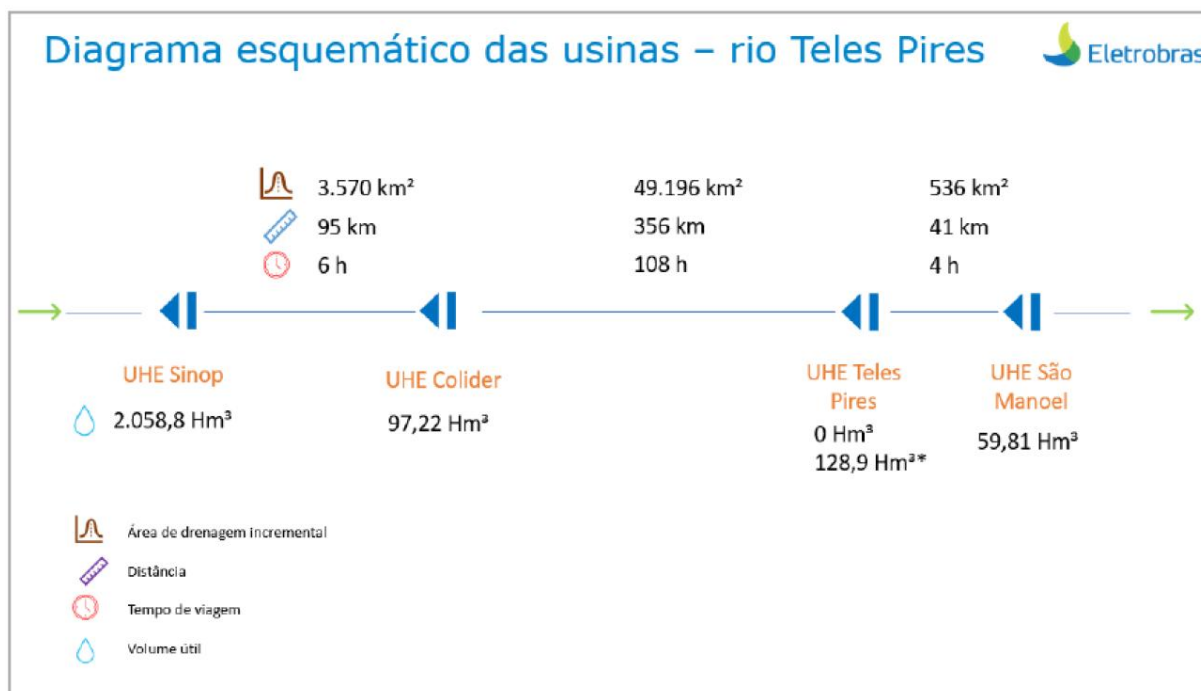 Diagrama esquemático das usinas – rio Teles Pires
Eletrobras
3.570 km² 49.196 km² 536 km²
95 km 356 km 41 km
6 h 108 h 4 h
UHE Sinop UHE Colider UHE Teles Pires UHE São Manoel
2.058,8 Hm³ 97,22 Hm³ 0 Hm³ 59,81 Hm³
128,9 Hm³*
Área de drenagem incremental
Distância
Tempo de viagem
Volume útil